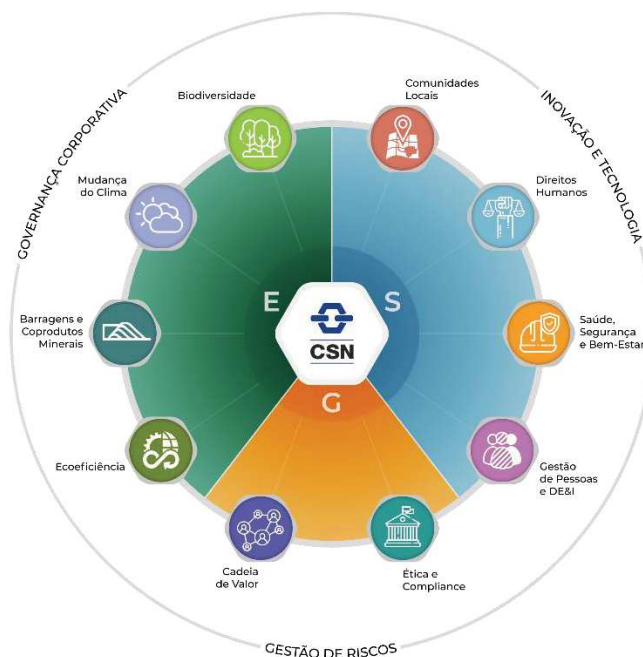 GOVERNANÇA CORPORATIVA
INOVAÇÃO E TECNOLOGIA
Biodiversidade
Comunidades
Locais
Mudança
do Clima
Direitos
Humanos
Barragens e
Coprodutos
Minerais
E
S
CSN
G
Saúde,
Segurança
e Bem-Estar
Ecoeficiência
Gestão
de Pessoas
e DE&I
Cadeia
de Valor
Ética e
Compliance
GESTÃO DE RISCOS